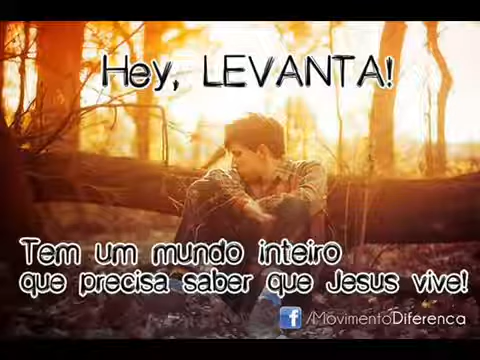 Hey, LEVANTA!
Tem um mundo inteiro
que precisa saber que Jesus vive!
f /MovimentoDiferenca